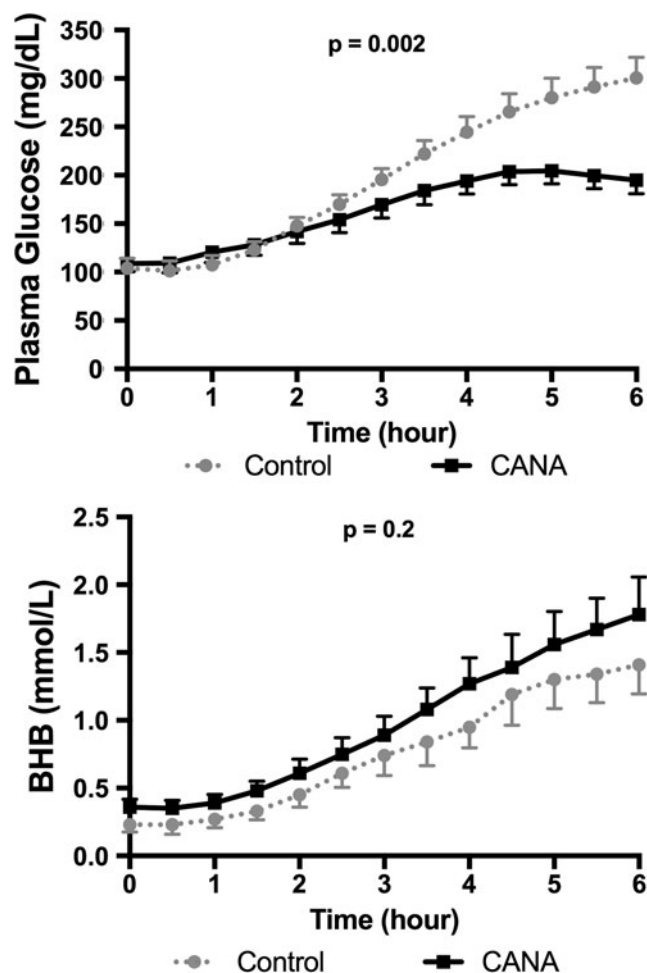 p = 0.002
Plasma Glucose (mg/dL)
350
300
250
200
150
100
50
0
0 1 2 3 4 5 6
Time (hour)
Control CANA
p = 0.2
BHB (mmol/L)
2.5
2.0
1.5
1.0
0.5
0.0
0 1 2 3 4 5 6
Time (hour)
Control CANA